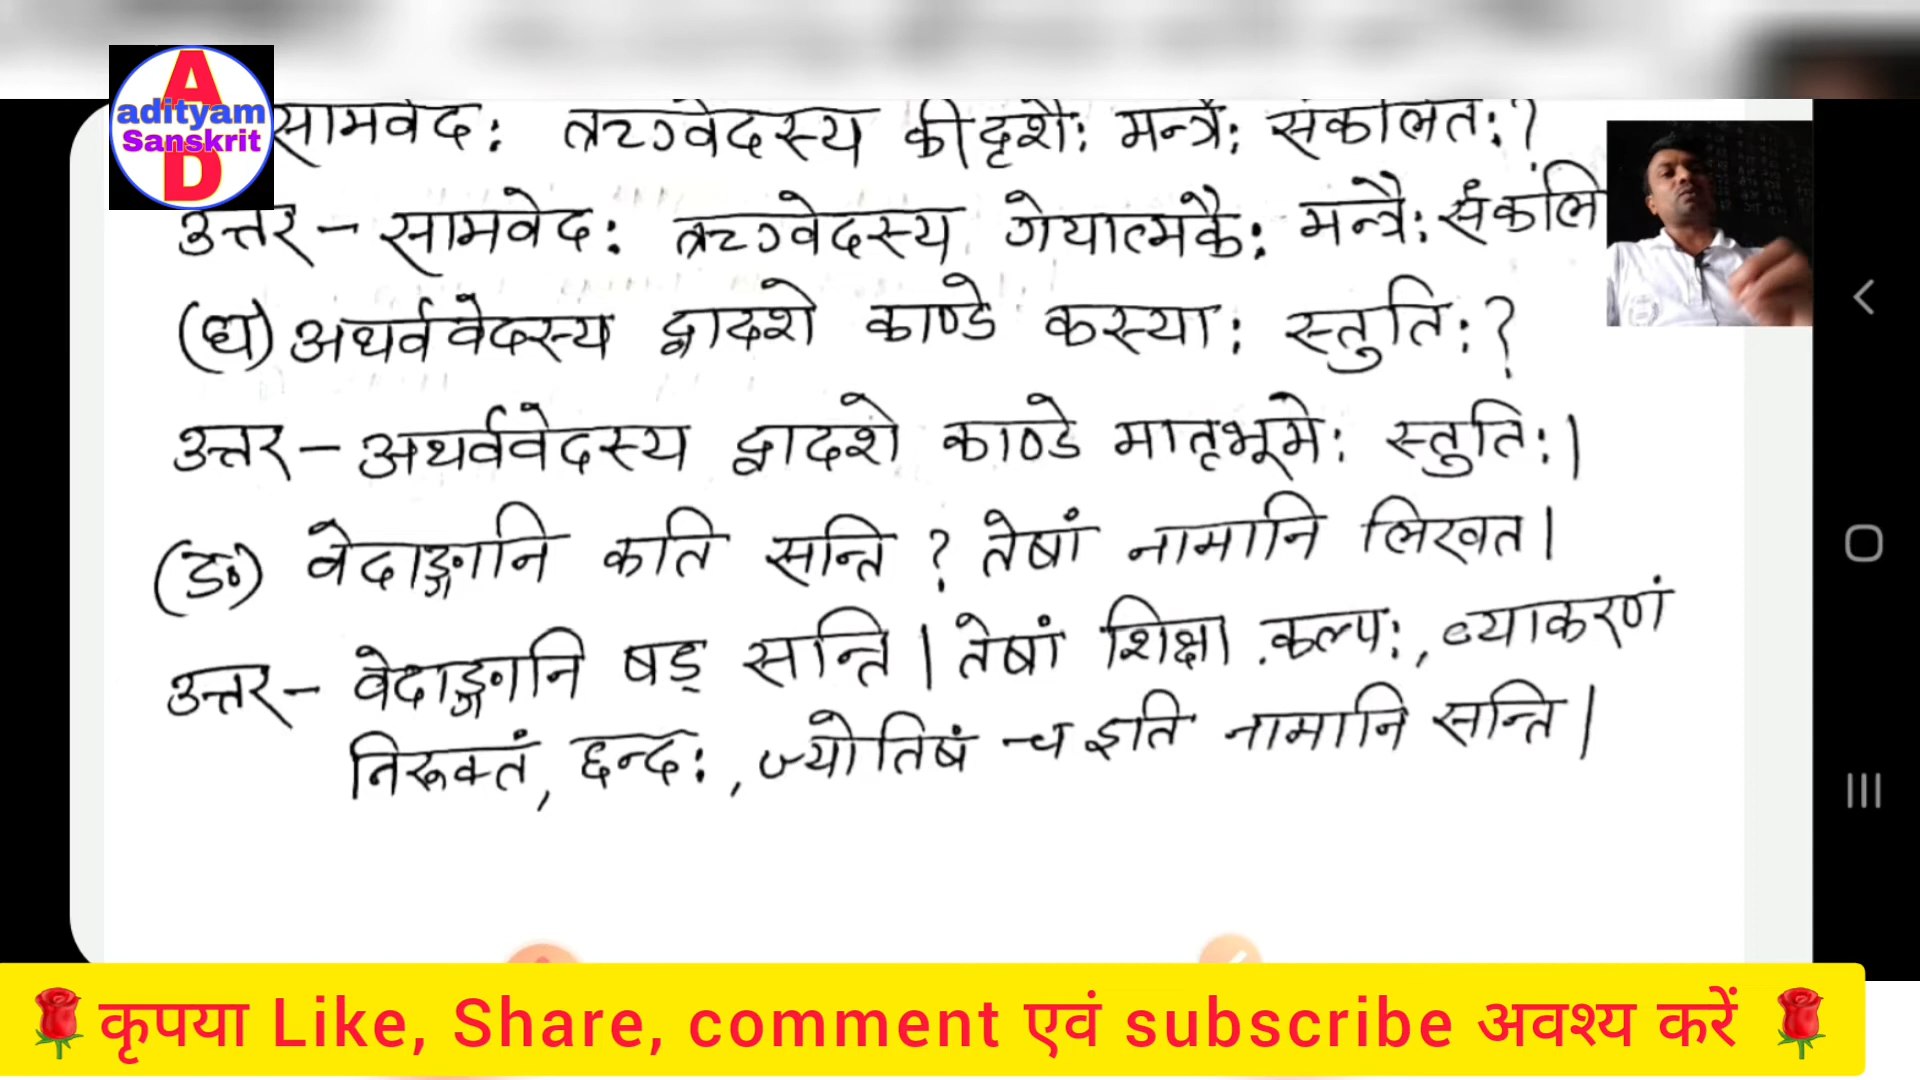 A
adityam
Sanskrit
D
सामवेदः ऋग्वेदस्य कीदृशैः मन्त्रैः संकलितः?
उत्तर - सामवेदः ऋग्वेदस्य गेयात्मकैः मन्त्रैः संकलि
(घ) अथर्ववेदस्य द्वादशे काण्डे कस्याः स्तुतिः?
उत्तर - अथर्ववेदस्य द्वादशे काण्डे मातृभूमेः स्तुतिः।
(ङ) वेदाङ्गानि कति सन्ति ? तेषां नामानि लिखत।
उत्तर - वेदाङ्गानि षड् सन्ति। तेषां शिक्षा .कल्पः, व्याकरणं
निरूक्तं, छन्दः, ज्योतिषं च इति नामानि सन्ति।
कृपया Like, Share, comment एवं subscribe अवश्य करें